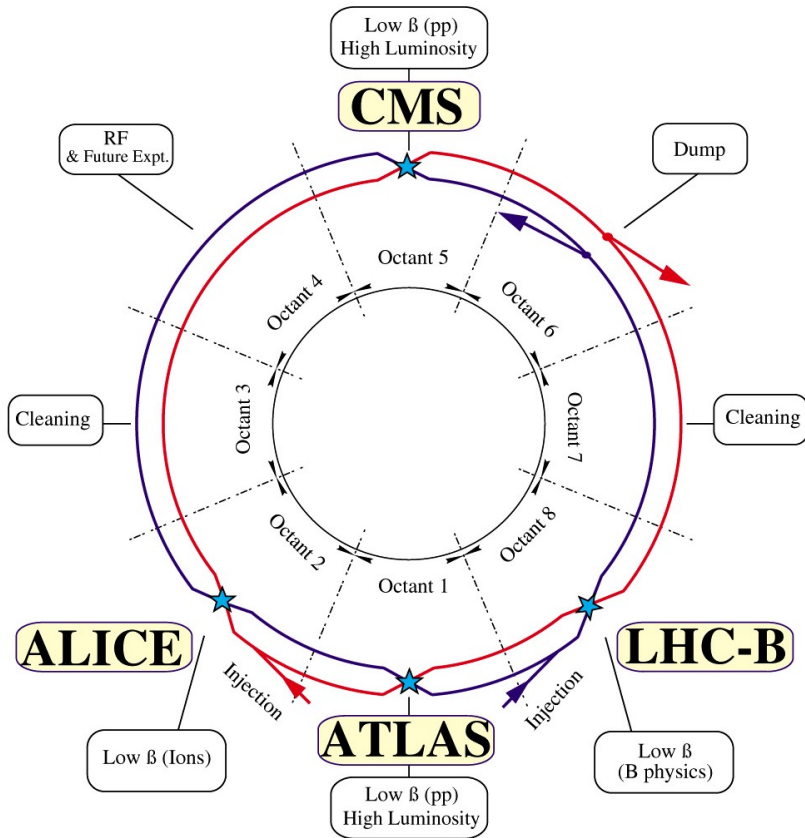 Low ß (pp)
High Luminosity
CMS
RF
& Future Expt.
Dump
Octant 5
Octant 4
Octant 6
Cleaning
Octant 3
Octant 7
Cleaning
Octant 2
Octant 8
Octant 1
ALICE
LHC-B
Injection
Injection
ATLAS
Low ß (Ions)
Low ß
(B physics)
Low ß (pp)
High Luminosity